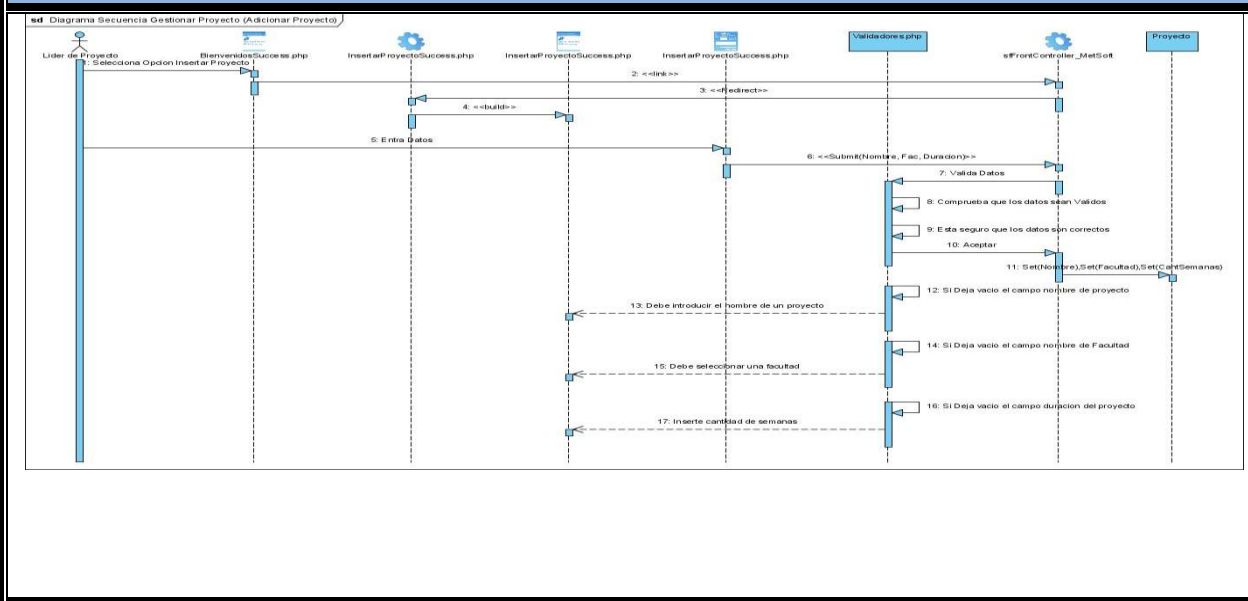 sd Diagrama Secuencia Gestionar Proyecto (Adicionar Proyecto)
Lider de Proyecto
BienvenidosSuccess.php
InsertarProyectoSuccess.php
InsertarProyectoSuccess.php
InsertarProyectoSuccess.php
Validadores.php
sfFrontController_MetSoft
Proyecto
1: Selecciona Opcion Insertar Proyecto
2: <<link>>
3: <<Redirect>>
4: <<build>>
5: Entra Datos
6: <<Submit(Nombre, Fac, Duracion)>>
7: Valida Datos
8: Comprueba que los datos sean Validos
9: Esta seguro que los datos son correctos
10: Aceptar
11: Set(Nombre),Set(Facultad),Set(CantSemanas)
12: Si Deja vacio el campo nombre de proyecto
13: Debe introducir el nombre de un proyecto
14: Si Deja vacio el campo nombre de Facultad
15: Debe seleccionar una facultad
16: Si Deja vacio el campo duracion del proyecto
17: Inserte cantidad de semanas